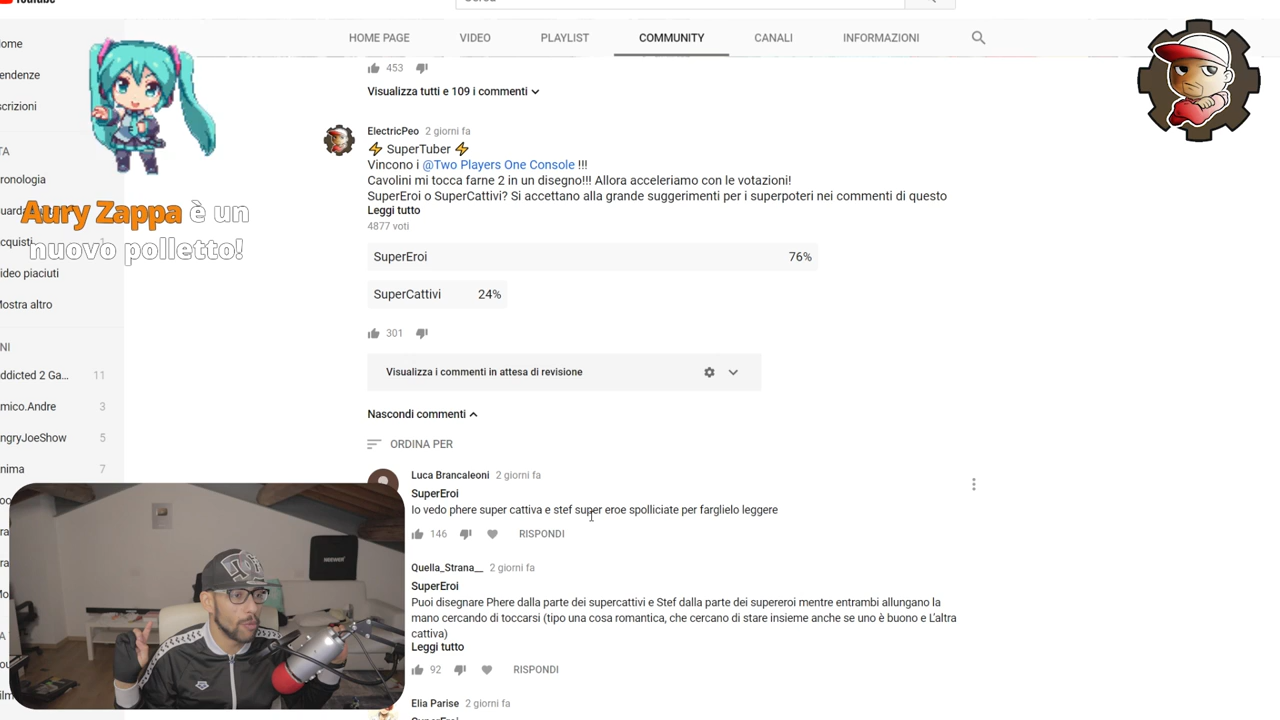 HOME PAGE VIDEO PLAYLIST COMMUNITY CANALI INFORMAZIONI
453
Visualizza tutti e 109 i commenti
ElectricPeo 2 giorni fa
⚡ SuperTuber ⚡
Vincono i @Two Players One Console !!!
Cavolini mi tocca farne 2 in un disegno!!! Allora acceleriamo con le votazioni!
SuperEroi o SuperCattivi? Si accettano alla grande suggerimenti per i superpoteri nei commenti di questo
Leggi tutto
4877 voti
SuperEroi 76%
SuperCattivi 24%
301
Visualizza i commenti in attesa di revisione
Nascondi commenti
ORDINA PER
Luca Brancaleoni 2 giorni fa
SuperEroi
Io vedo phere super cattiva e stef super eroe spolliciate per farglielo leggere
146 RISPONDI
Quella_Strana__ 2 giorni fa
SuperEroi
Puoi disegnare Phere dalla parte dei supercattivi e Stef dalla parte dei supereroi mentre entrambi allungano la
mano cercando di toccarsi (tipo una cosa romantica, che cercano di stare insieme anche se uno è buono e L'altra
cattiva)
Leggi tutto
92 RISPONDI
Elia Parise 2 giorni fa
ome
endenze
scrizioni
TA
ronologia
Aury Zappa è un
nuovo polletto!
cquisti
ideo piaciuti
ostra altro
NI
ddicted 2 Ga... 11
mico.Andre 3
ngryJoeShow 5
nima 7